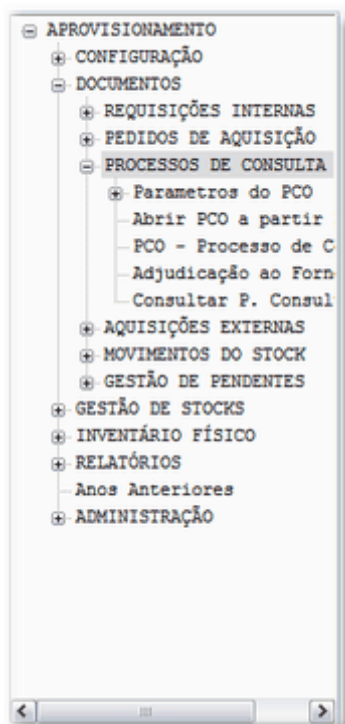 APROVISIONAMENTO
CONFIGURAÇÃO
DOCUMENTOS
REQUISIÇÕES INTERNAS
PEDIDOS DE AQUISIÇÃO
PROCESSOS DE CONSULTA
Parametros do PCO
Abrir PCO a partir
PCO - Processo de C
Adjudicação ao Forn
Consultar P. Consul
AQUISIÇÕES EXTERNAS
MOVIMENTOS DO STOCK
GESTÃO DE PENDENTES
GESTÃO DE STOCKS
INVENTÁRIO FÍSICO
RELATÓRIOS
Anos Anteriores
ADMINISTRAÇÃO